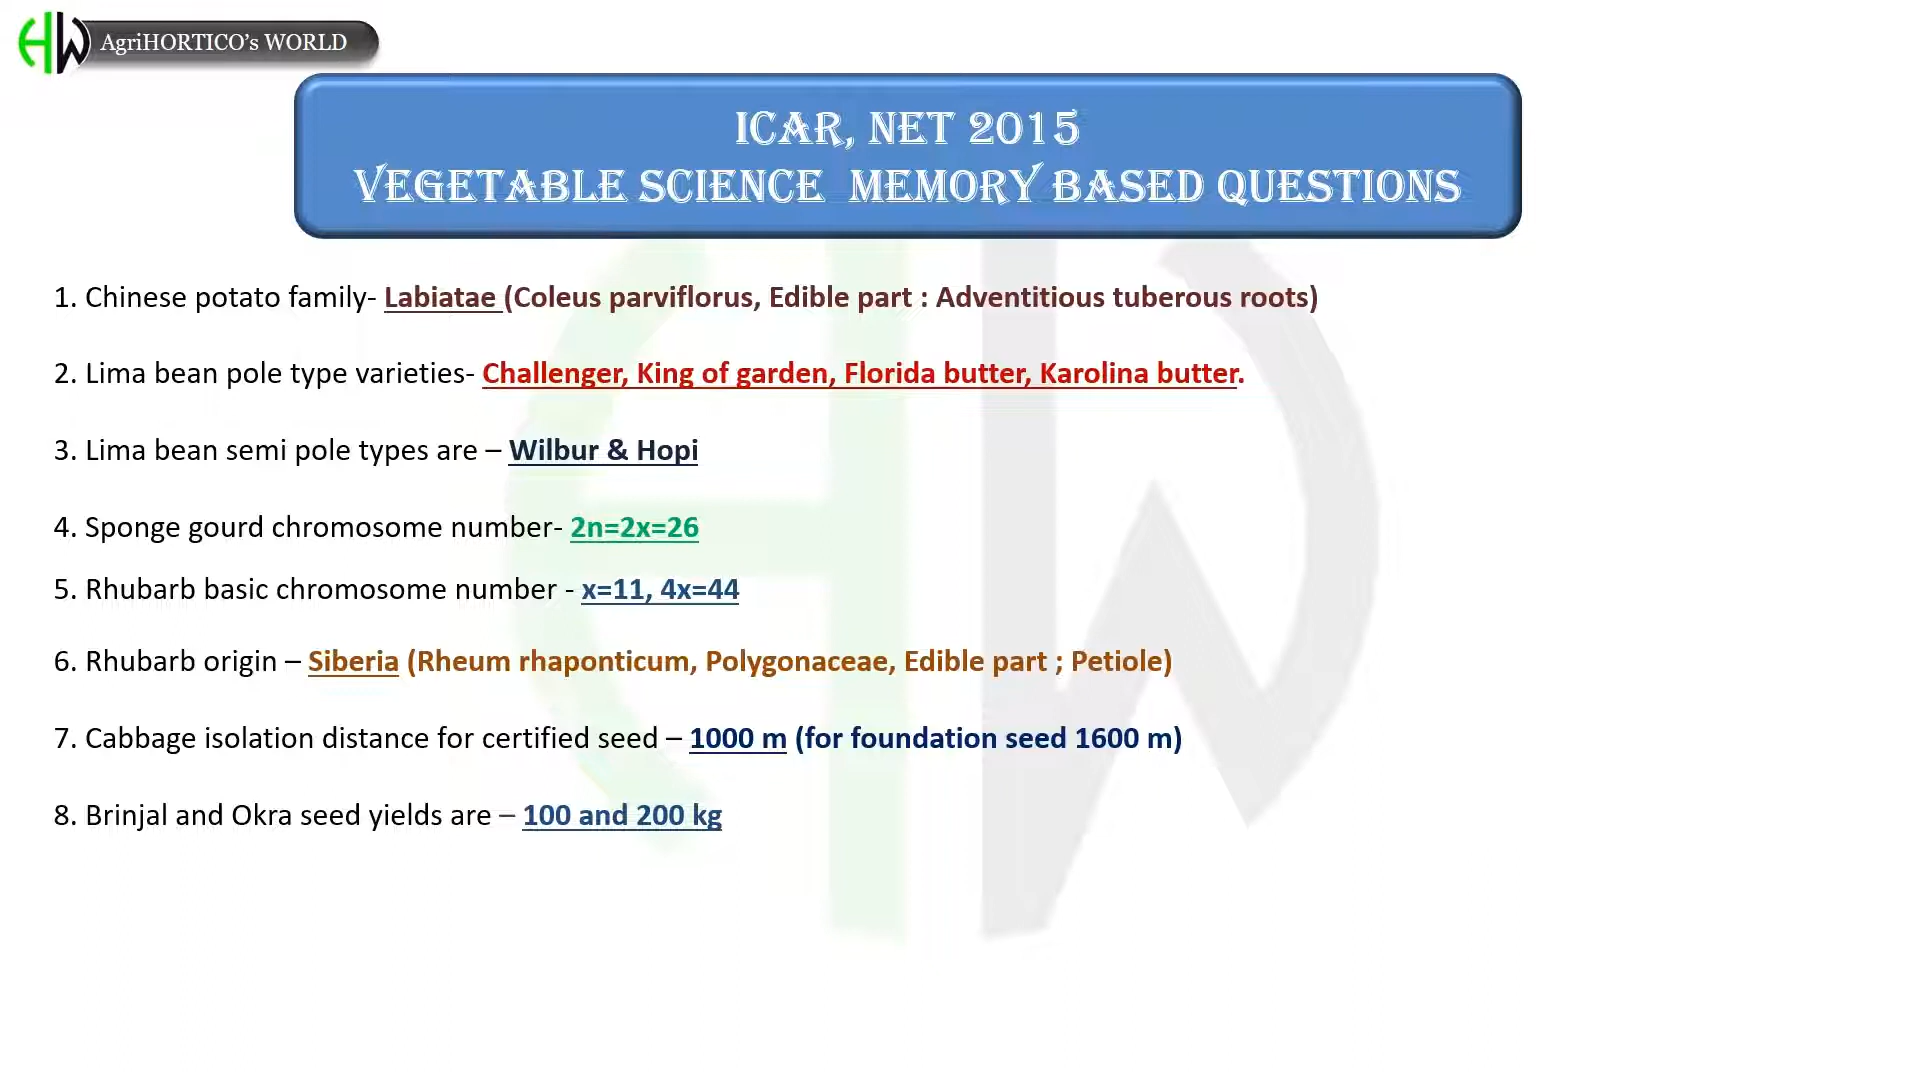 AgriHORTICO's WORLD
ICAR, NET 2015
VEGETABLE SCIENCE MEMORY BASED QUESTIONS
1. Chinese potato family- Labiatae (Coleus parviflorus, Edible part : Adventitious tuberous roots)
2. Lima bean pole type varieties- Challenger, King of garden, Florida butter, Karolina butter.
3. Lima bean semi pole types are – Wilbur & Hopi
4. Sponge gourd chromosome number- 2n=2x=26
5. Rhubarb basic chromosome number - x=11, 4x=44
6. Rhubarb origin – Siberia (Rheum rhaponticum, Polygonaceae, Edible part ; Petiole)
7. Cabbage isolation distance for certified seed – 1000 m (for foundation seed 1600 m)
8. Brinjal and Okra seed yields are – 100 and 200 kg